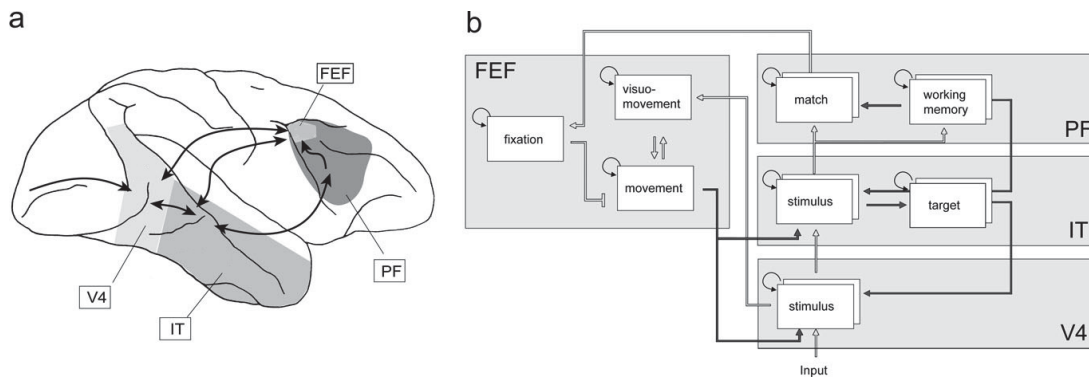 a
FEF
V4
IT
PF
b
FEF
visuo-
movement
fixation
movement
match
working
memory
PF
stimulus
target
IT
stimulus
V4
Input